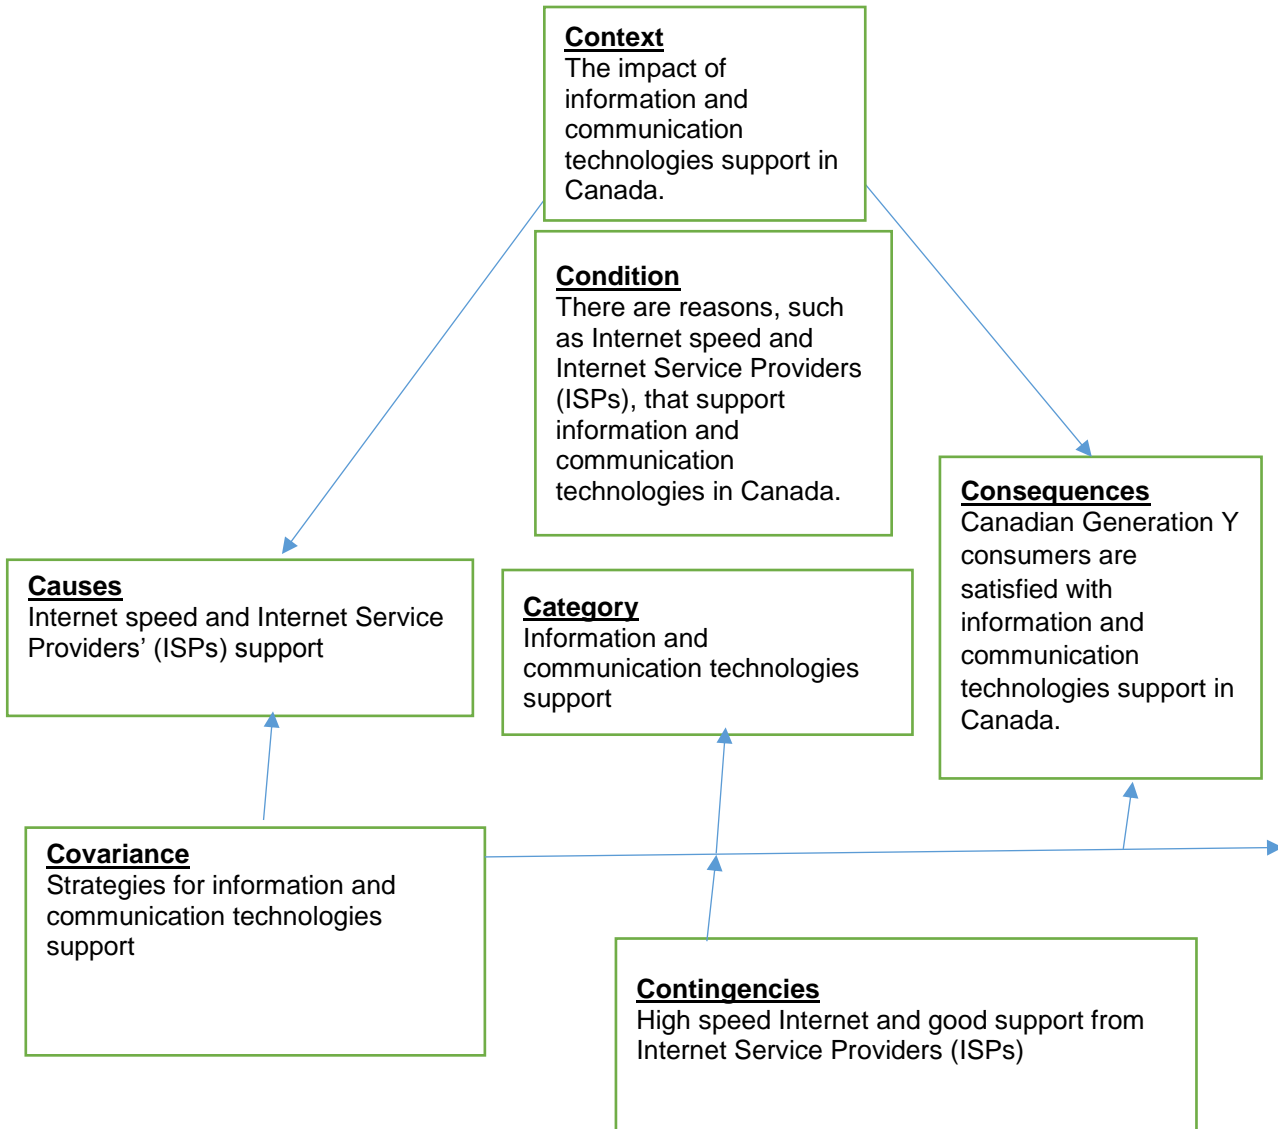 Context
The impact of
information and
communication
technologies support in
Canada.
Condition
There are reasons, such
as Internet speed and
Internet Service Providers
(ISPs), that support
information and
communication
technologies in Canada.
Causes
Internet speed and Internet Service
Providers’ (ISPs) support
Category
Information and
communication technologies
support
Consequences
Canadian Generation Y
consumers are
satisfied with
information and
communication
technologies support in
Canada.
Covariance
Strategies for information and
communication technologies
support
Contingencies
High speed Internet and good support from
Internet Service Providers (ISPs)